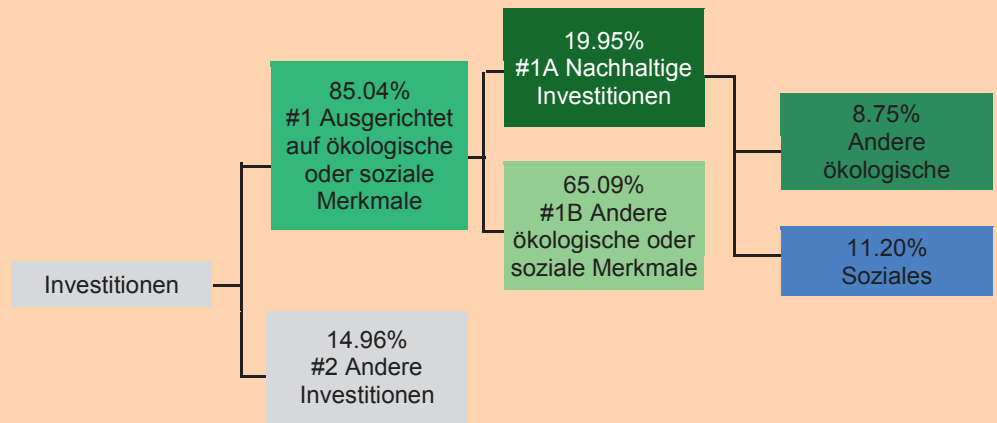 Investitionen
85.04%
#1 Ausgerichtet
auf ökologische
oder soziale
Merkmale
14.96%
#2 Andere
Investitionen
19.95%
#1A Nachhaltige
Investitionen
65.09%
#1B Andere
ökologische oder
soziale Merkmale
8.75%
Andere
ökologische
11.20%
Soziales